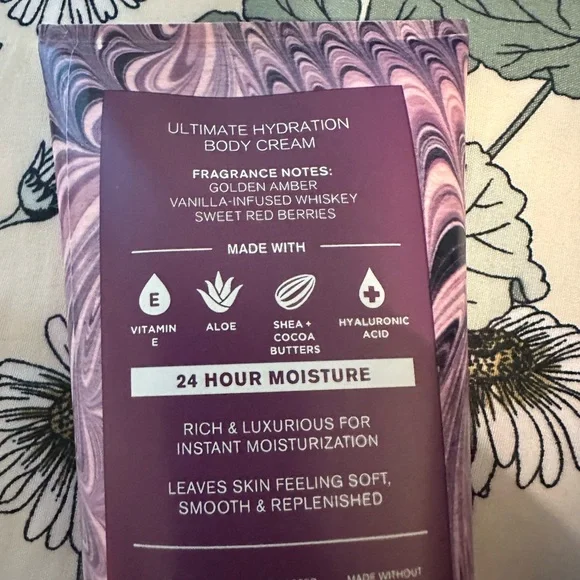 ULTIMATE HYDRATION
BODY CREAM
FRAGRANCE NOTES:
GOLDEN AMBER
VANILLA-INFUSED WHISKEY
SWEET RED BERRIES
MADE WITH
E
VITAMIN
E
ALOE
SHEA +
COCOA
BUTTERS
HYALURONIC
ACID
24 HOUR MOISTURE
RICH & LUXURIOUS FOR
INSTANT MOISTURIZATION
LEAVES SKIN FEELING SOFT,
SMOOTH & REPLENISHED
MADE WITHOUT